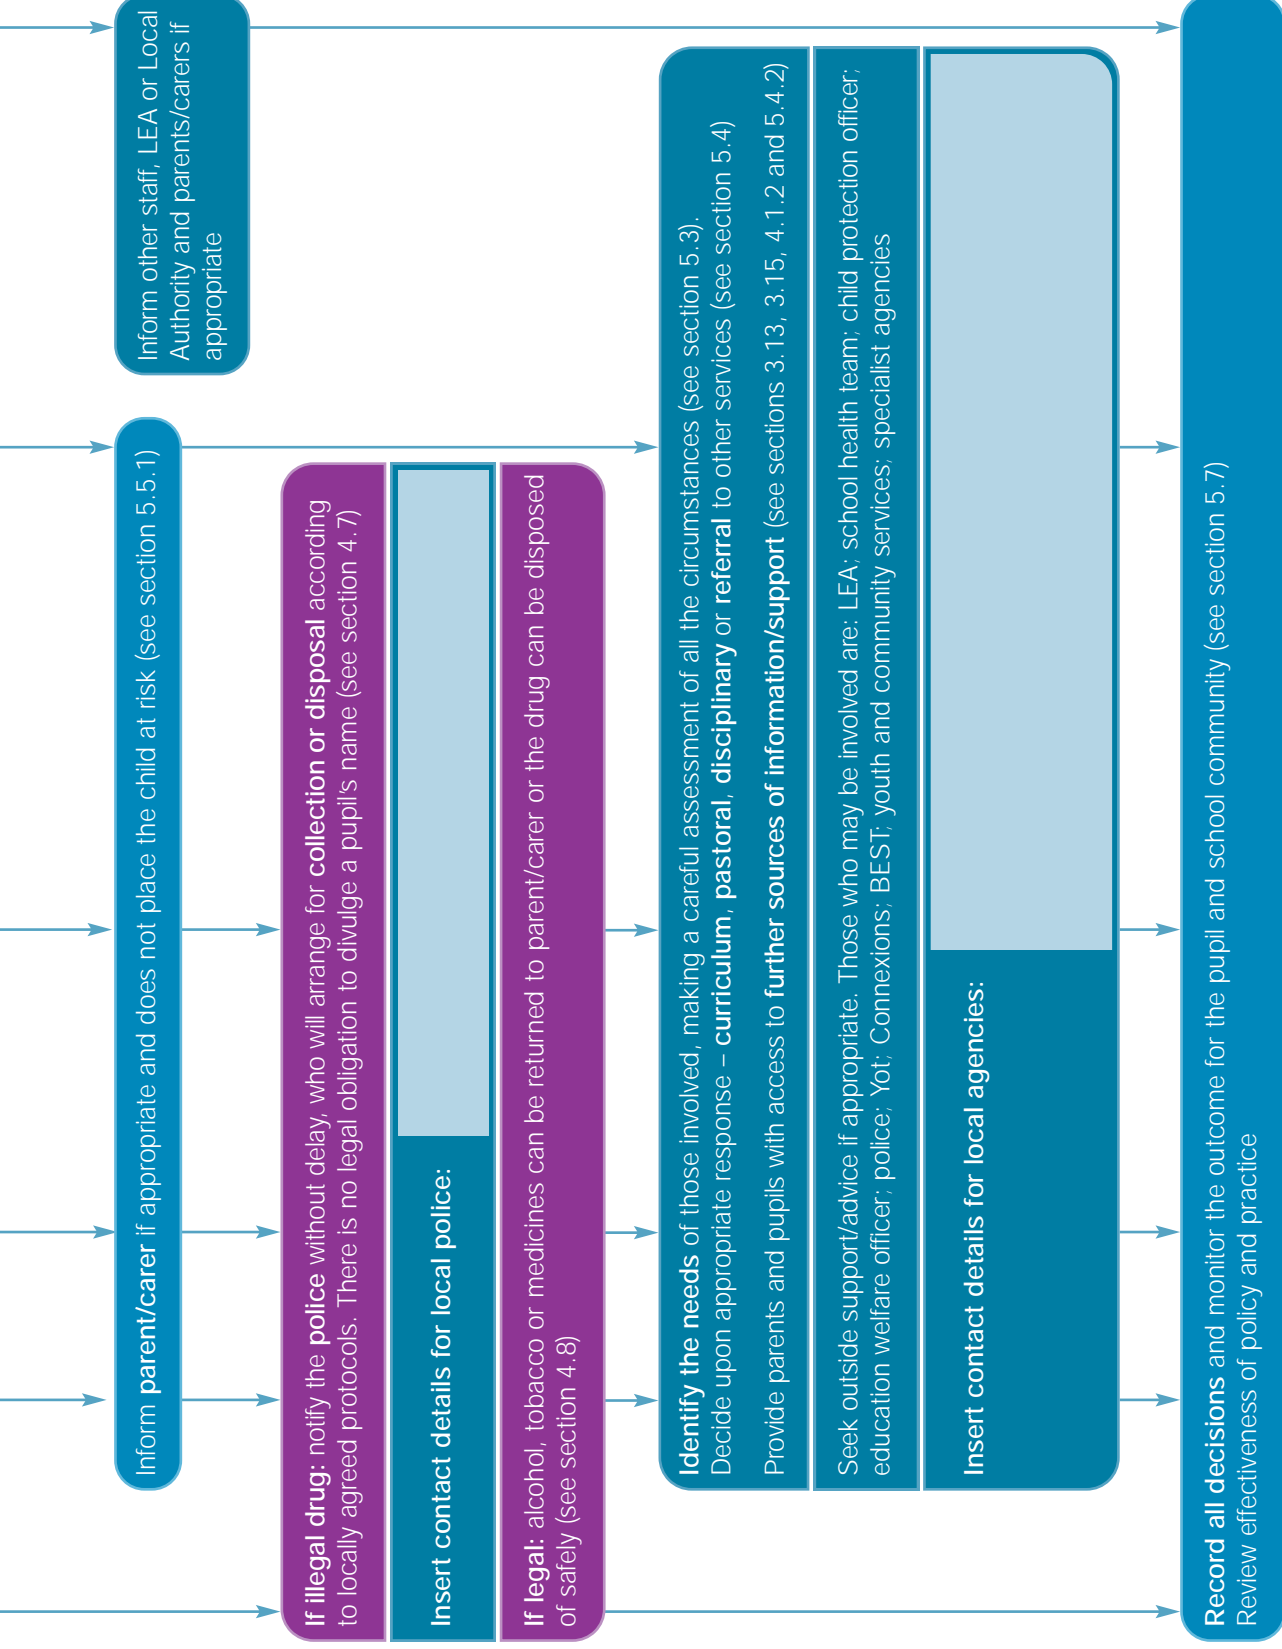 Inform other staff, LEA or Local
Authority and parents/carers if
appropriate
Inform parent/carer if appropriate and does not place the child at risk (see section 5.5.1)
If illegal drug: notify the police without delay, who will arrange for collection or disposal according
to locally agreed protocols. There is no legal obligation to divulge a pupil's name (see section 4.7)
Insert contact details for local police:
If legal: alcohol, tobacco or medicines can be returned to parent/carer or the drug can be disposed
of safely (see section 4.8)
Identify the needs of those involved, making a careful assessment of all the circumstances (see section 5.3).
Decide upon appropriate response – curriculum, pastoral, disciplinary or referral to other services (see section 5.4)
Provide parents and pupils with access to further sources of information/support (see sections 3.13, 3.15, 4.1.2 and 5.4.2)
Seek outside support/advice if appropriate. Those who may be involved are: LEA; school health team; child protection officer;
education welfare officer; police; Yot; Connexions; BEST; youth and community services; specialist agencies
Insert contact details for local agencies:
Record all decisions and monitor the outcome for the pupil and school community (see section 5.7)
Review effectiveness of policy and practice